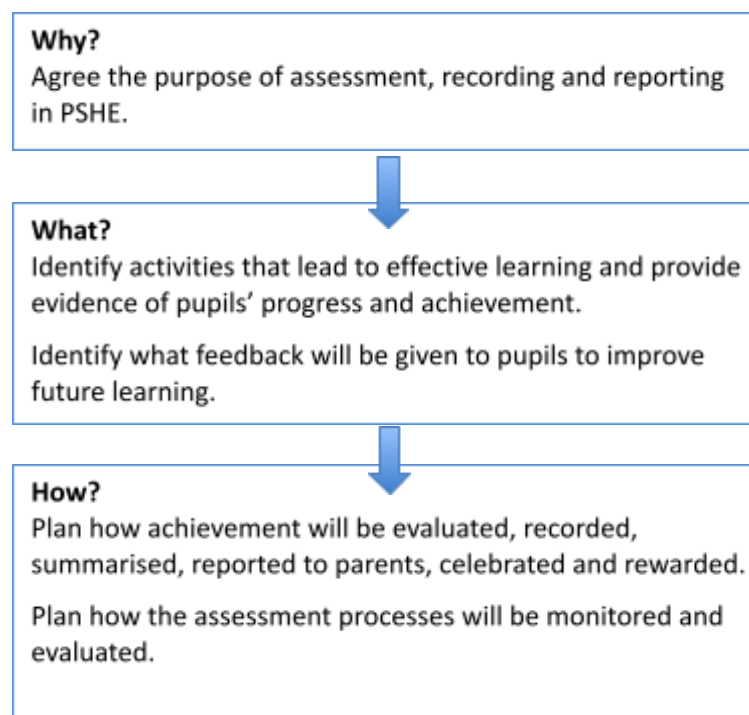 Why?
Agree the purpose of assessment, recording and reporting
in PSHE.
What?
Identify activities that lead to effective learning and provide
evidence of pupils’ progress and achievement.
Identify what feedback will be given to pupils to improve
future learning.
How?
Plan how achievement will be evaluated, recorded,
summarised, reported to parents, celebrated and rewarded.
Plan how the assessment processes will be monitored and
evaluated.